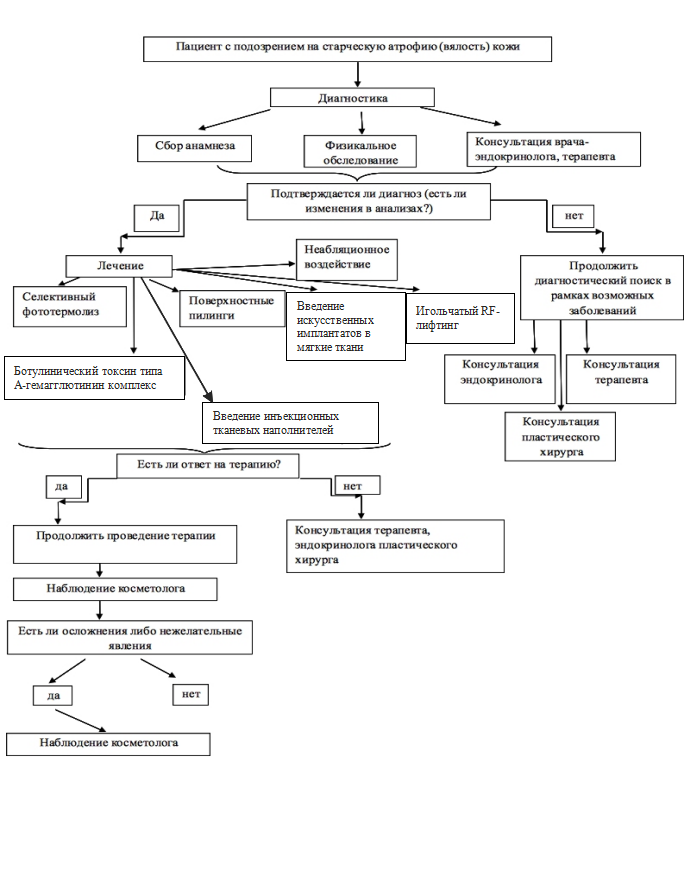 Пациент с подозрением на старческую атрофию (вялость) кожи
Диагностика
Сбор анамнеза
Физикальное
обследование
Консультация врача-
эндокринолога, терапевта
Подтверждается ли диагноз (есть ли
изменения в анализах?)
Да
нет
Лечение
Неабляционное
воздействие
Продолжить
диагностический поиск в
рамках возможных
заболеваний
Селективный
фототермолиз
Поверхностные
пилинги
Введение
искусственных
имплантатов в
мягкие ткани
Игольчатый RF-
лифтинг
Ботулинический токсин типа
А-гемагглютинин комплекс
Консультация
эндокринолога
Консультация
терапевта
Введение инъекционных
тканевых наполнителей
Консультация
пластического
хирурга
Есть ли ответ на терапию?
да
нет
Продолжить проведение терапии
Консультация терапевта,
эндокринолога пластического
хирурга
Наблюдение косметолога
Есть ли осложнения либо нежелательные
явления
да
нет
Наблюдение косметолога